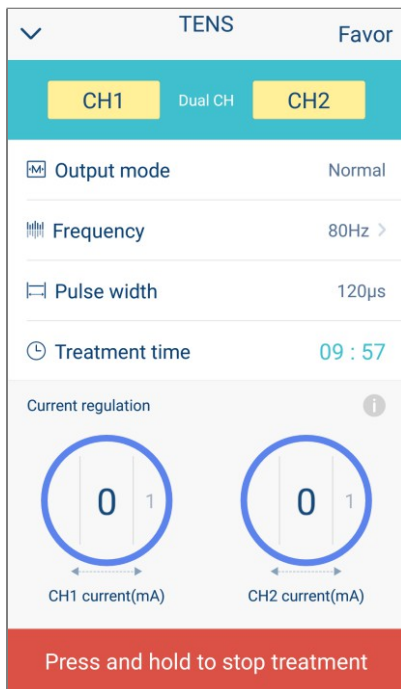 TENS
Favor
CH1 Dual CH CH2
Output mode Normal
Frequency 80Hz
Pulse width 120μs
Treatment time 09 : 57
Current regulation
0 1 0 1
CH1 current(mA) CH2 current(mA)
Press and hold to stop treatment